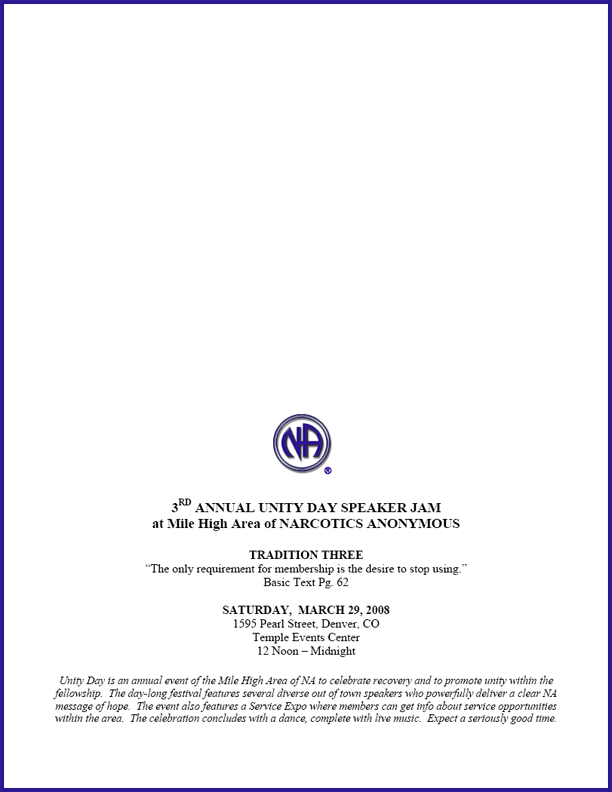 NA
®
3RD ANNUAL UNITY DAY SPEAKER JAM
at Mile High Area of NARCOTICS ANONYMOUS
TRADITION THREE
“The only requirement for membership is the desire to stop using.”
Basic Text Pg. 62
SATURDAY,  MARCH 29, 2008
1595 Pearl Street, Denver, CO
Temple Events Center
12 Noon – Midnight
Unity Day is an annual event of the Mile High Area of NA to celebrate recovery and to promote unity within the
fellowship.  The day-long festival features several diverse out of town speakers who powerfully deliver a clear NA
message of hope.  The event also features a Service Expo where members can get info about service opportunities
within the area.  The celebration concludes with a dance, complete with live music.  Expect a seriously good time.